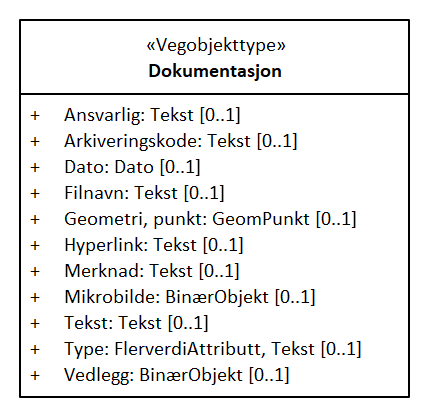 «Vegobjekttype»
Dokumentasjon
+ Ansvarlig: Tekst [0..1]
+ Arkiveringskode: Tekst [0..1]
+ Dato: Dato [0..1]
+ Filnavn: Tekst [0..1]
+ Geometri, punkt: GeomPunkt [0..1]
+ Hyperlink: Tekst [0..1]
+ Merknad: Tekst [0..1]
+ Mikrobilde: BinærObjekt [0..1]
+ Tekst: Tekst [0..1]
+ Type: FlerverdiAttributt, Tekst [0..1]
+ Vedlegg: BinærObjekt [0..1]